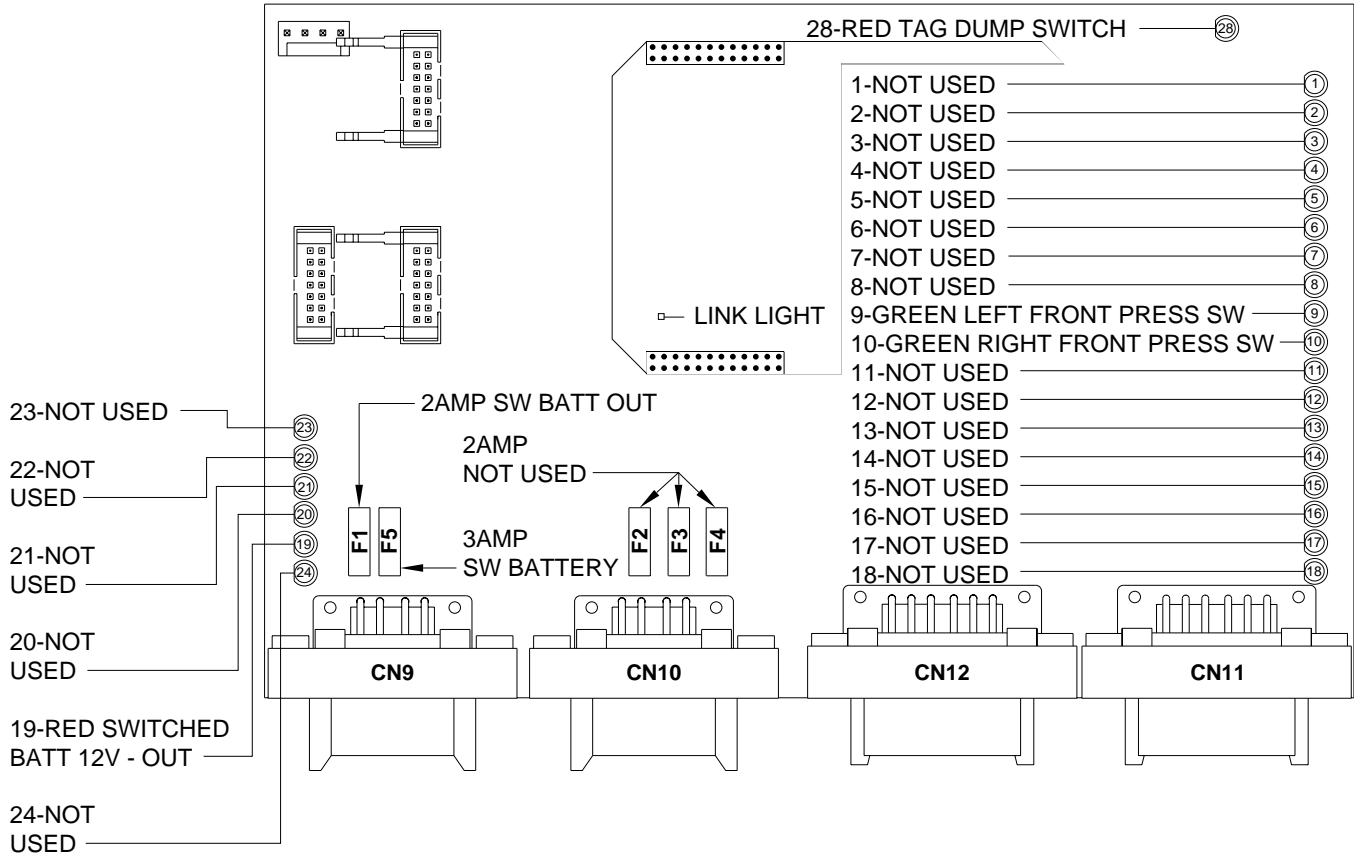 28-RED TAG DUMP SWITCH
28
1-NOT USED
1
2-NOT USED
2
3-NOT USED
3
4-NOT USED
4
5-NOT USED
5
6-NOT USED
6
7-NOT USED
7
8-NOT USED
8
LINK LIGHT
9-GREEN LEFT FRONT PRESS SW
9
10-GREEN RIGHT FRONT PRESS SW
10
11-NOT USED
11
12-NOT USED
12
13-NOT USED
13
14-NOT USED
14
15-NOT USED
15
16-NOT USED
16
17-NOT USED
17
18-NOT USED
18
23-NOT USED
23
22-NOT
USED
22
21-NOT
USED
21
20-NOT
USED
20
19-RED SWITCHED
BATT 12V - OUT
19
24-NOT
USED
24
2AMP SW BATT OUT
2AMP
NOT USED
3AMP
SW BATTERY
F1
F5
F2
F3
F4
CN9
CN10
CN12
CN11